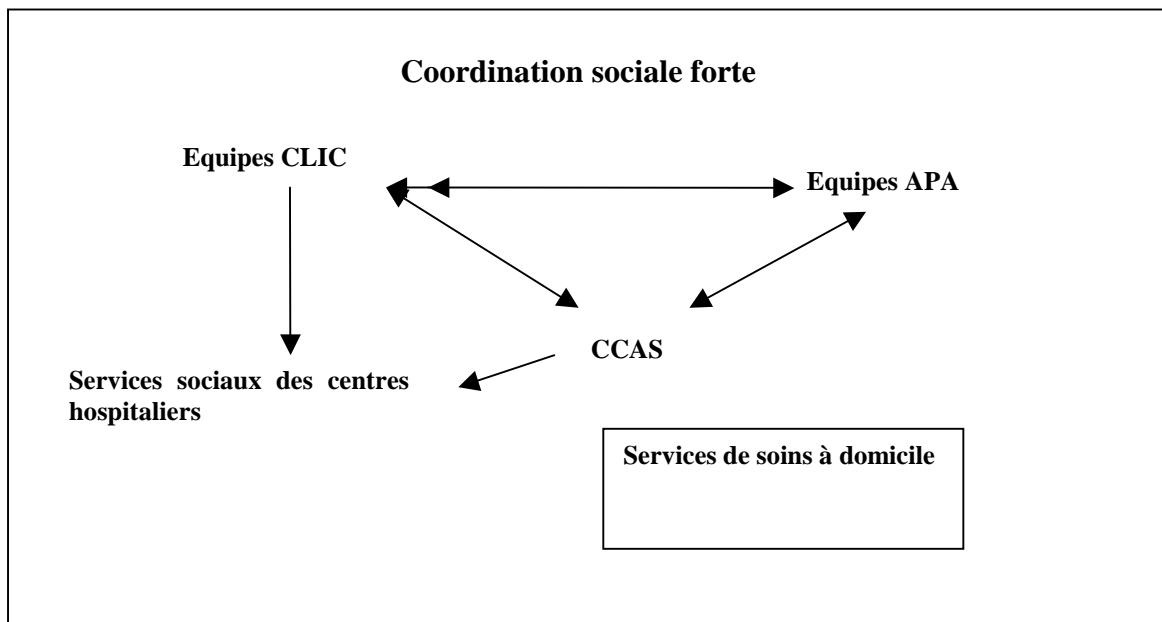 Coordination sociale forte
Equipes CLIC
Equipes APA
CCAS
Services sociaux des centres
hospitaliers
Services de soins à domicile